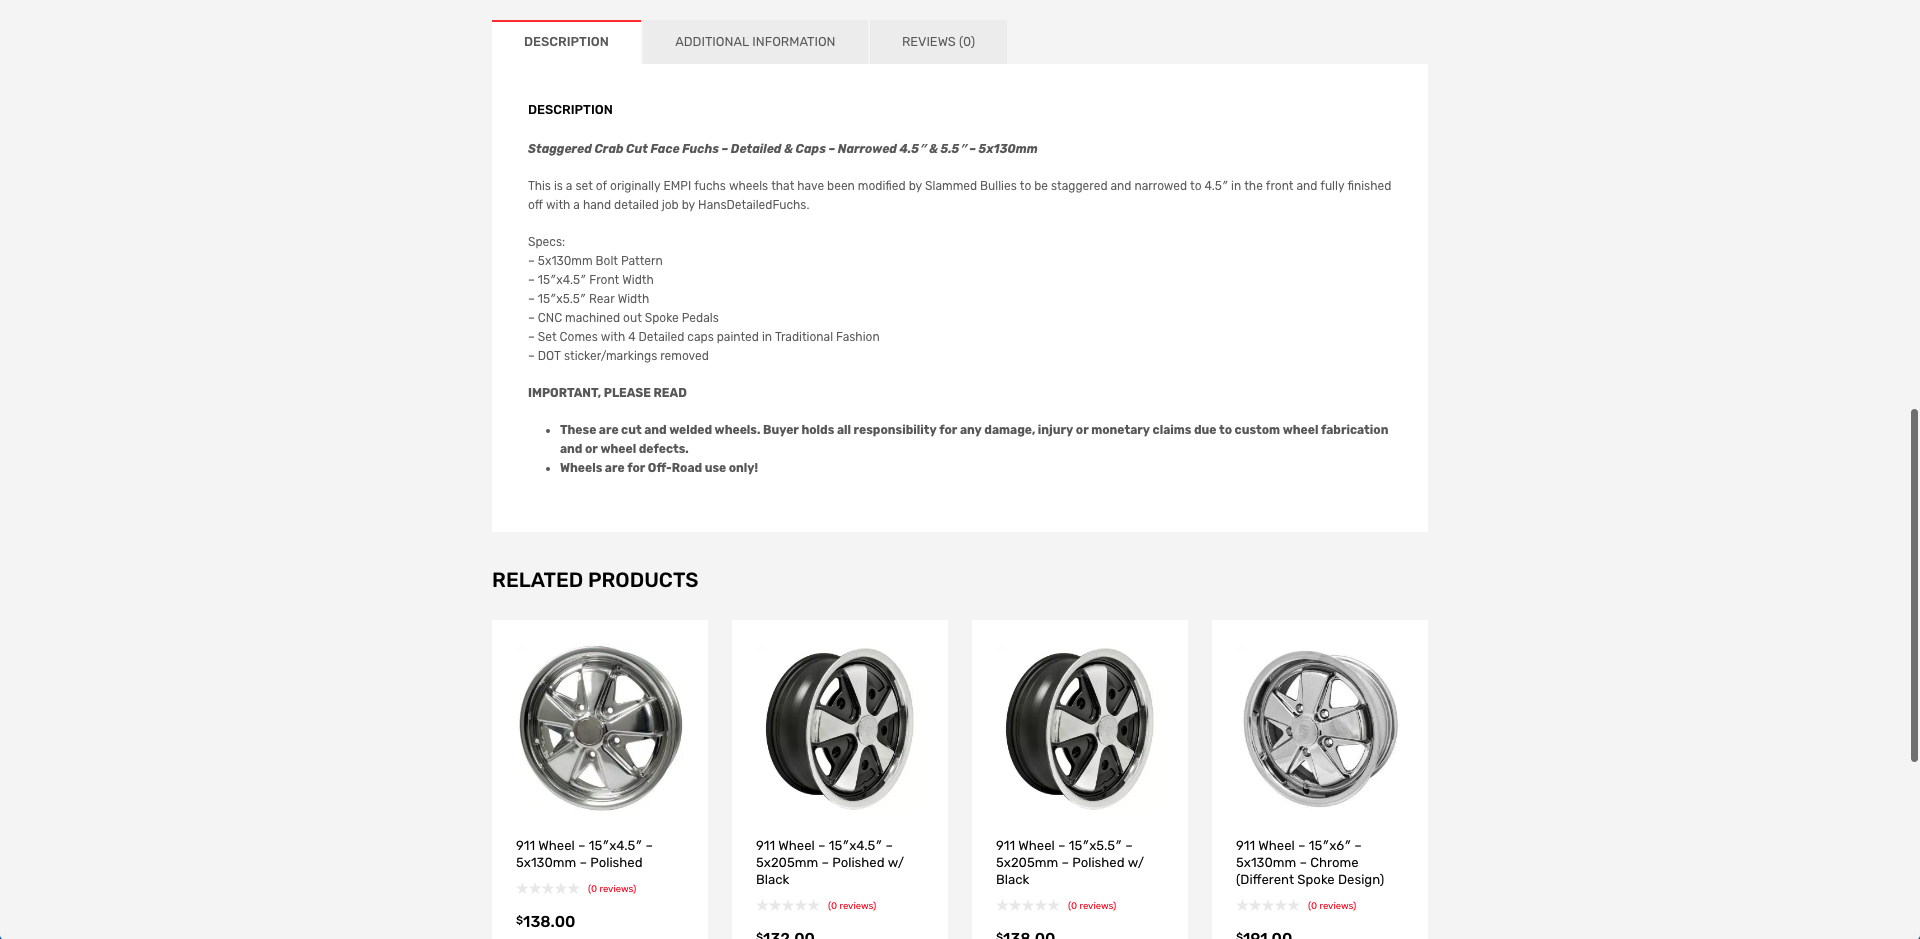 DESCRIPTION
ADDITIONAL INFORMATION
REVIEWS (0)
DESCRIPTION
Staggered Crab Cut Face Fuchs – Detailed & Caps – Narrowed 4.5″ & 5.5″ – 5x130mm
This is a set of originally EMPI fuchs wheels that have been modified by Slammed Bullies to be staggered and narrowed to 4.5″ in the front and fully finished
off with a hand detailed job by HansDetailedFuchs.
Specs:
– 5x130mm Bolt Pattern
– 15″x4.5″ Front Width
– 15″x5.5″ Rear Width
– CNC machined out Spoke Pedals
– Set Comes with 4 Detailed caps painted in Traditional Fashion
– DOT sticker/markings removed
IMPORTANT, PLEASE READ
• These are cut and welded wheels. Buyer holds all responsibility for any damage, injury or monetary claims due to custom wheel fabrication
and or wheel defects.
• Wheels are for Off-Road use only!
RELATED PRODUCTS
911 Wheel – 15″x4.5″ –
5x130mm – Polished
(0 reviews)
$138.00
911 Wheel – 15″x4.5″ –
5x205mm – Polished w/
Black
(0 reviews)
$132.00
911 Wheel – 15″x5.5″ –
5x205mm – Polished w/
Black
(0 reviews)
$138.00
911 Wheel – 15″x6″ –
5x130mm – Chrome
(Different Spoke Design)
(0 reviews)
$191.00